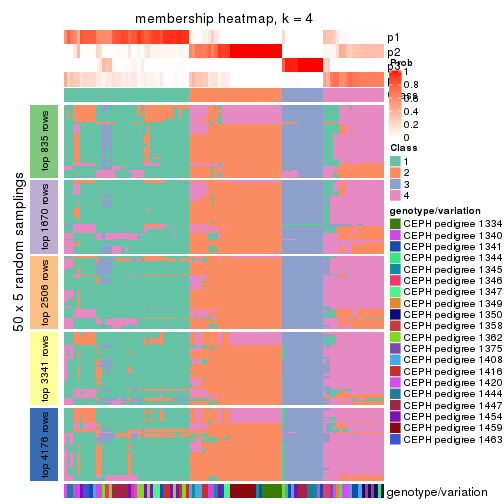 membership heatmap, k = 4
p1
p2
p3
Prob
1
0.8
0.6
0.4
0.2
0
Class
1
2
3
4
genotype/variation
CEPH pedigree 1334
CEPH pedigree 1340
CEPH pedigree 1341
CEPH pedigree 1344
CEPH pedigree 1345
CEPH pedigree 1346
CEPH pedigree 1347
CEPH pedigree 1349
CEPH pedigree 1350
CEPH pedigree 1358
CEPH pedigree 1362
CEPH pedigree 1375
CEPH pedigree 1408
CEPH pedigree 1416
CEPH pedigree 1420
CEPH pedigree 1444
CEPH pedigree 1447
CEPH pedigree 1454
CEPH pedigree 1459
CEPH pedigree 1463
50 x 5 random samplings
top 835 rows
top 1670 rows
top 2506 rows
top 3341 rows
top 4176 rows
genotype/variation